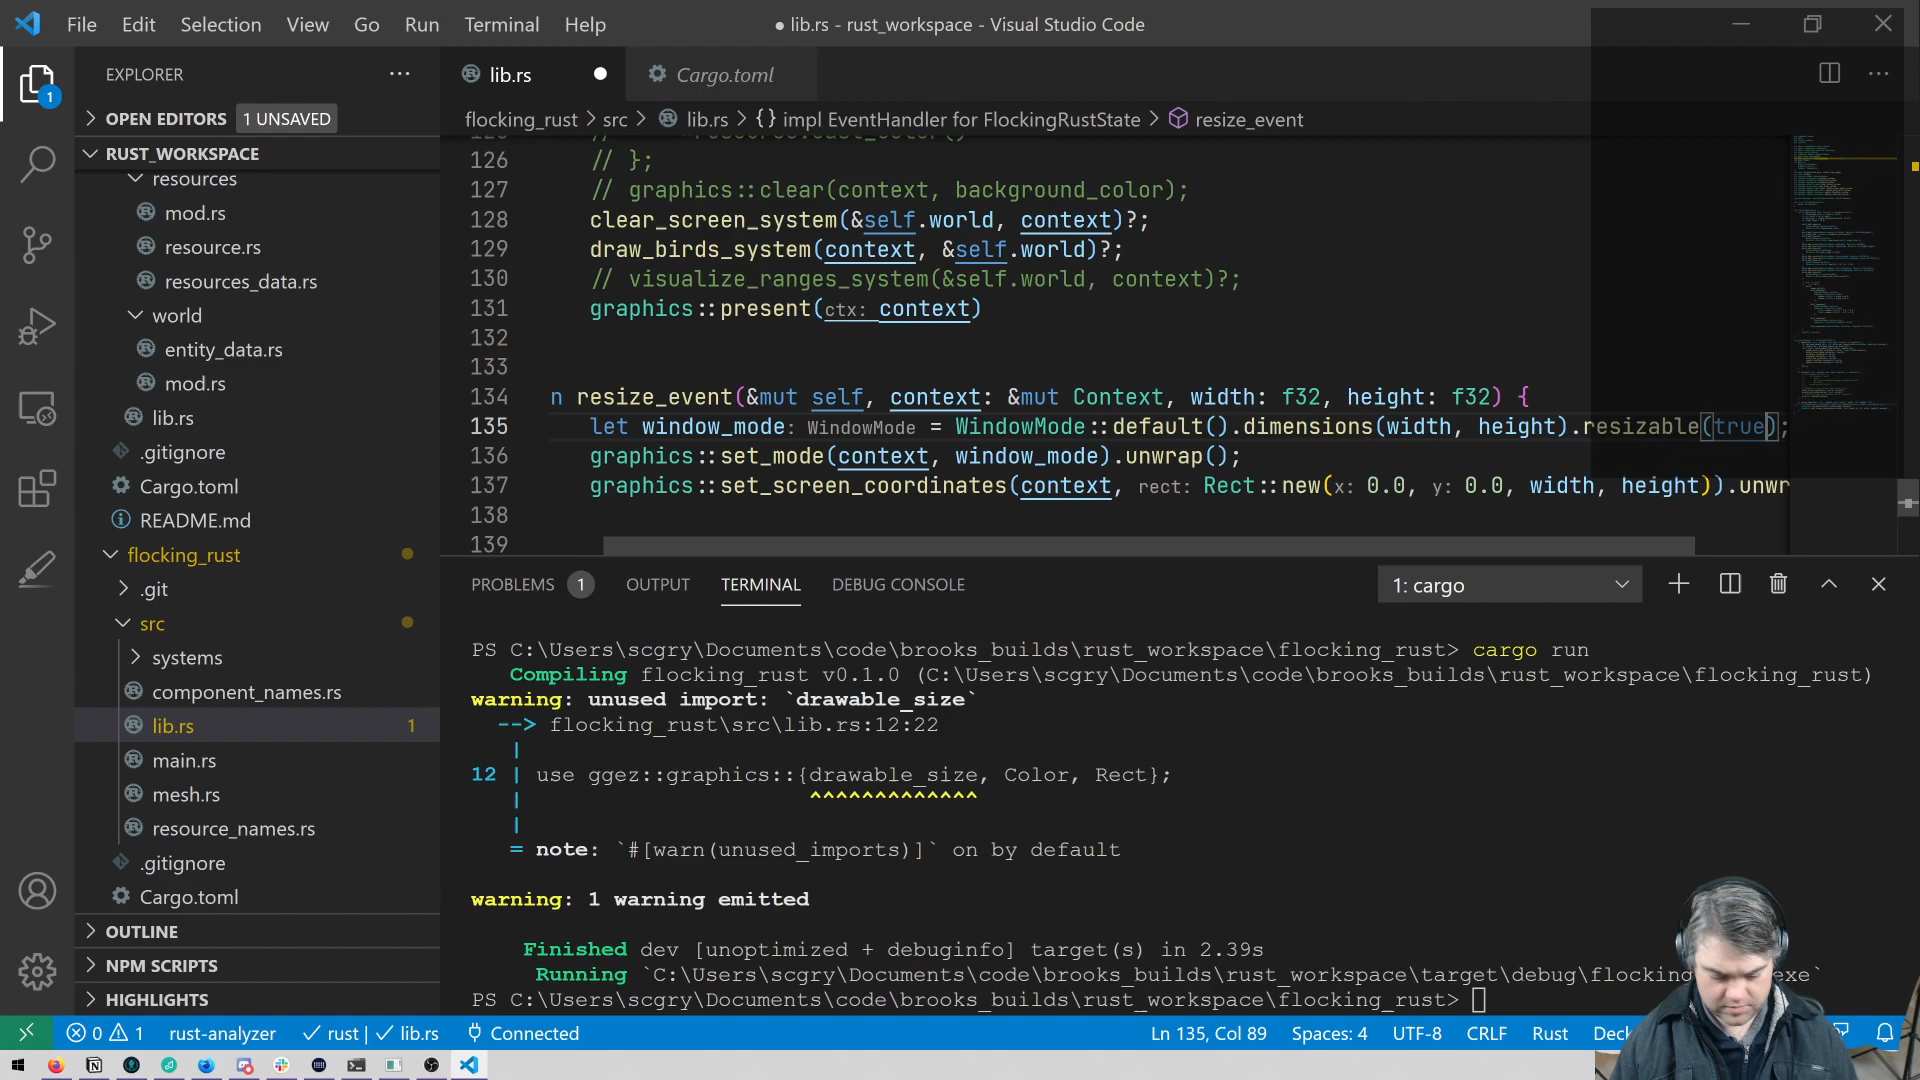 File Edit Selection View Go Run Terminal Help
● lib.rs - rust_workspace - Visual Studio Code
EXPLORER
OPEN EDITORS 1 UNSAVED
RUST_WORKSPACE
resources
mod.rs
resource.rs
resources_data.rs
world
entity_data.rs
mod.rs
lib.rs
.gitignore
Cargo.toml
README.md
flocking_rust
.git
src
systems
component_names.rs
lib.rs 1
main.rs
mesh.rs
resource_names.rs
.gitignore
Cargo.toml
OUTLINE
NPM SCRIPTS
HIGHLIGHTS
1
lib.rs
Cargo.toml
flocking_rust > src > lib.rs > {} impl EventHandler for FlockingRustState > resize_event
126 // };
127 // graphics::clear(context, background_color);
128 clear_screen_system(&self.world, context)?;
129 draw_birds_system(context, &self.world)?;
130 // visualize_ranges_system(&self.world, context)?;
131 graphics::present(ctx: context)
132
133
134 n resize_event(&mut self, context: &mut Context, width: f32, height: f32) {
135 let window_mode: WindowMode = WindowMode::default().dimensions(width, height).resizable(true);
136 graphics::set_mode(context, window_mode).unwrap();
137 graphics::set_screen_coordinates(context, rect: Rect::new(x: 0.0, y: 0.0, width, height)).unwr
138
139
PROBLEMS 1 OUTPUT TERMINAL DEBUG CONSOLE
1: cargo
PS C:\Users\scgry\Documents\code\brooks_builds\rust_workspace\flocking_rust> cargo run
Compiling flocking_rust v0.1.0 (C:\Users\scgry\Documents\code\brooks_builds\rust_workspace\flocking_rust)
warning: unused import: `drawable_size`
--> flocking_rust\src\lib.rs:12:22
|
12 | use ggez::graphics::{drawable_size, Color, Rect};
| ^^^^^^^^^^^^^
|
= note: `#[warn(unused_imports)]` on by default
warning: 1 warning emitted
Finished dev [unoptimized + debuginfo] target(s) in 2.39s
Running `C:\Users\scgry\Documents\code\brooks_builds\rust_workspace\target\debug\flocking exe`
PS C:\Users\scgry\Documents\code\brooks_builds\rust_workspace\flocking_rust>
0 1 rust-analyzer rust | lib.rs Connected
Ln 135, Col 89 Spaces: 4 UTF-8 CRLF Rust